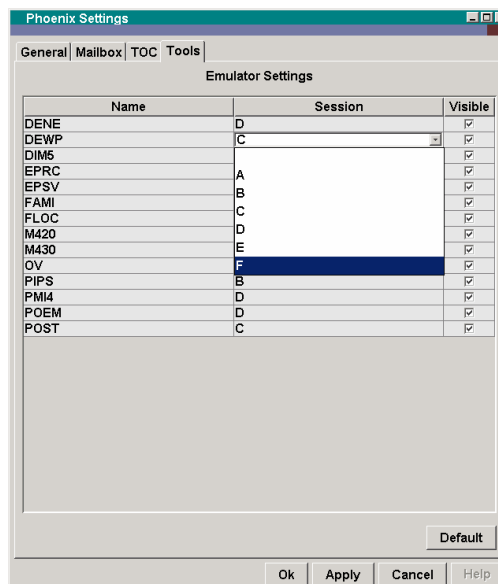 Phoenix Settings
General Mailbox TOC Tools
Emulator Settings
Name Session Visible
DENE D
DEWP C
DIM5
EPRC A
EPSV B
FAMI C
FLOC D
M420
M430 E
OV F
PIPS B
PMI4 D
POEM D
POST C
Default
Ok Apply Cancel Help